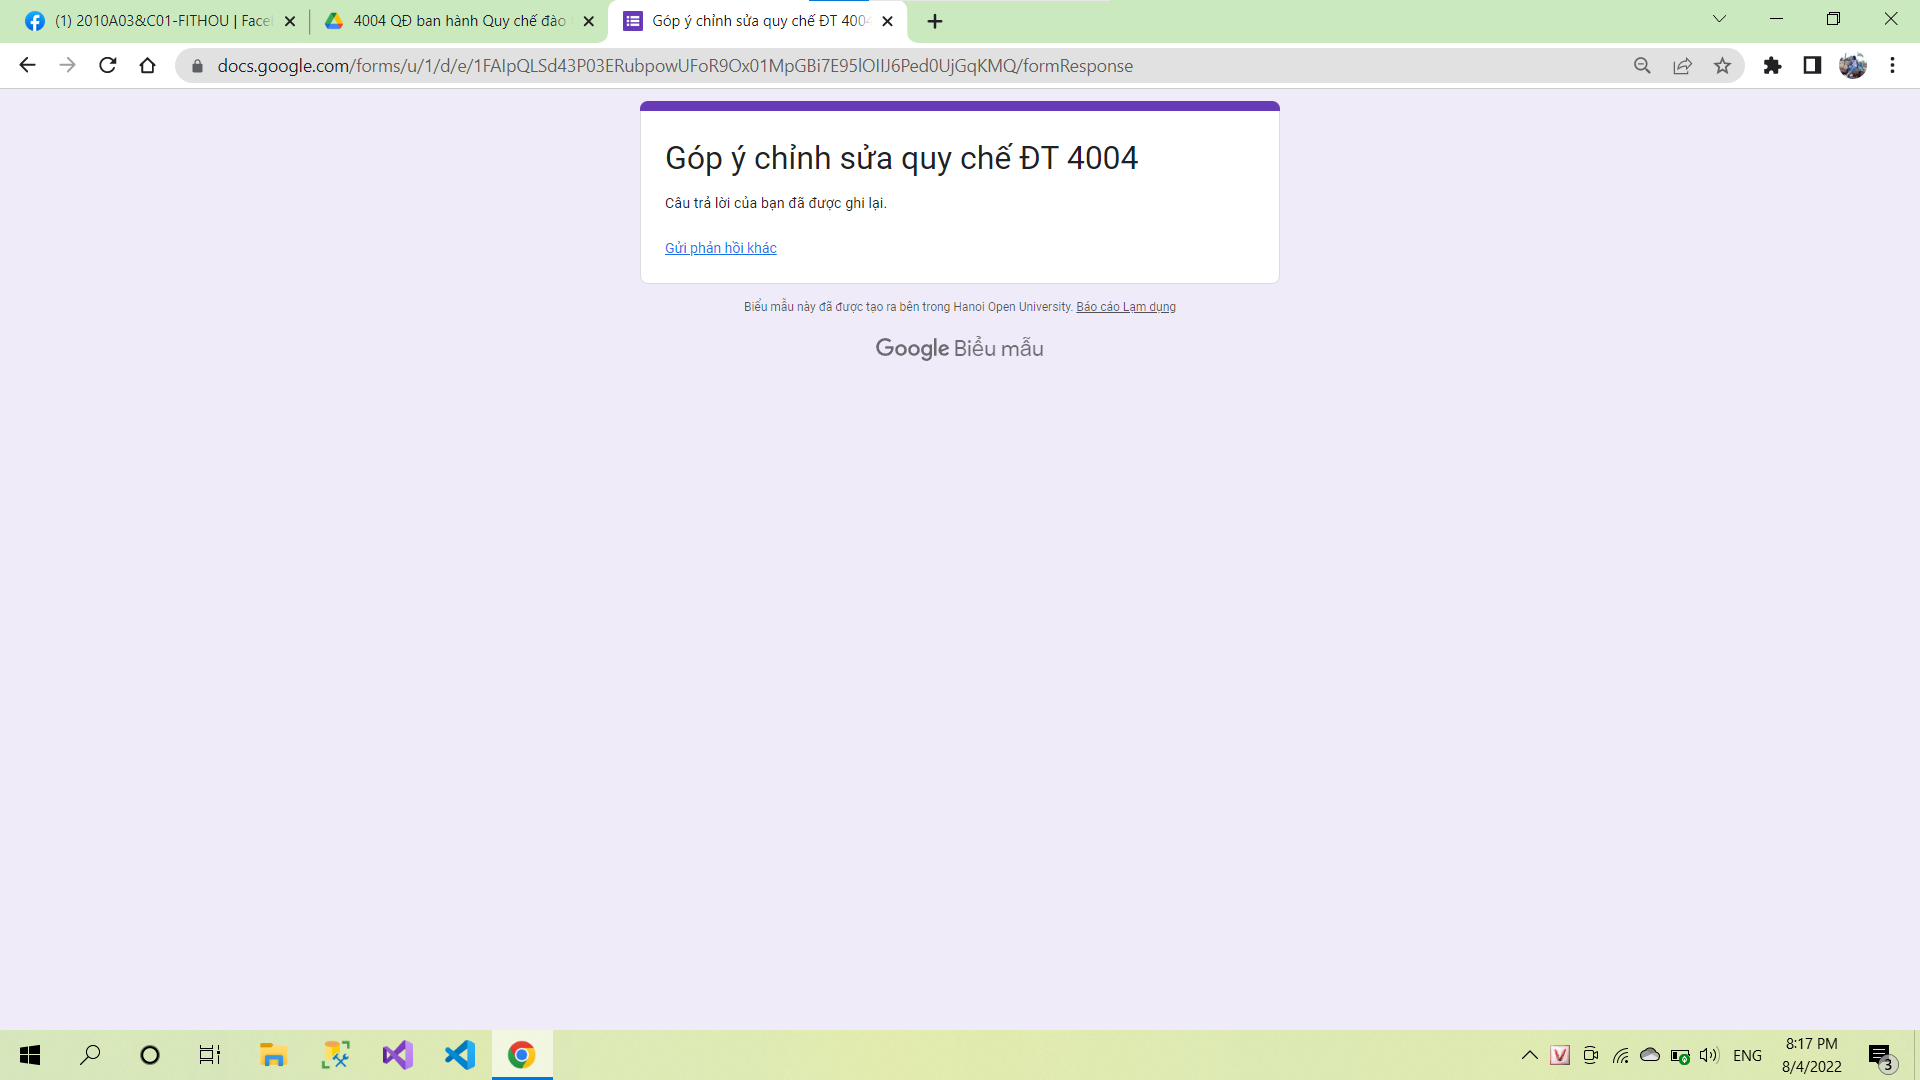 (1) 2010A03&C01-FITHOU | Face
4004 QĐ ban hành Quy chế đào
Góp ý chỉnh sửa quy chế ĐT 4004
docs.google.com/forms/u/1/d/e/1FAIpQLSd43P03ERubpowUFoR9Ox01MpGBi7E95lOIIJ6Ped0UjGqKMQ/formResponse
Góp ý chỉnh sửa quy chế ĐT 4004
Câu trả lời của bạn đã được ghi lại.
Gửi phản hồi khác
Biểu mẫu này đã được tạo ra bên trong Hanoi Open University. Báo cáo Lạm dụng
Google Biểu mẫu
ENG
8:17 PM
8/4/2022
3